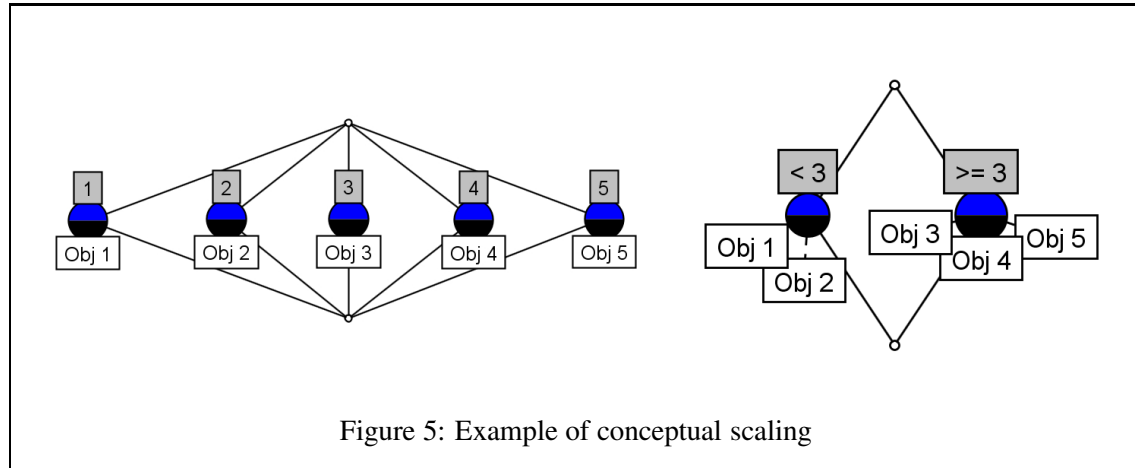 1 2 3 4 5
Obj 1 Obj 2 Obj 3 Obj 4 Obj 5
< 3 >= 3
Obj 1 Obj 2 Obj 3 Obj 4 Obj 5
Figure 5: Example of conceptual scaling